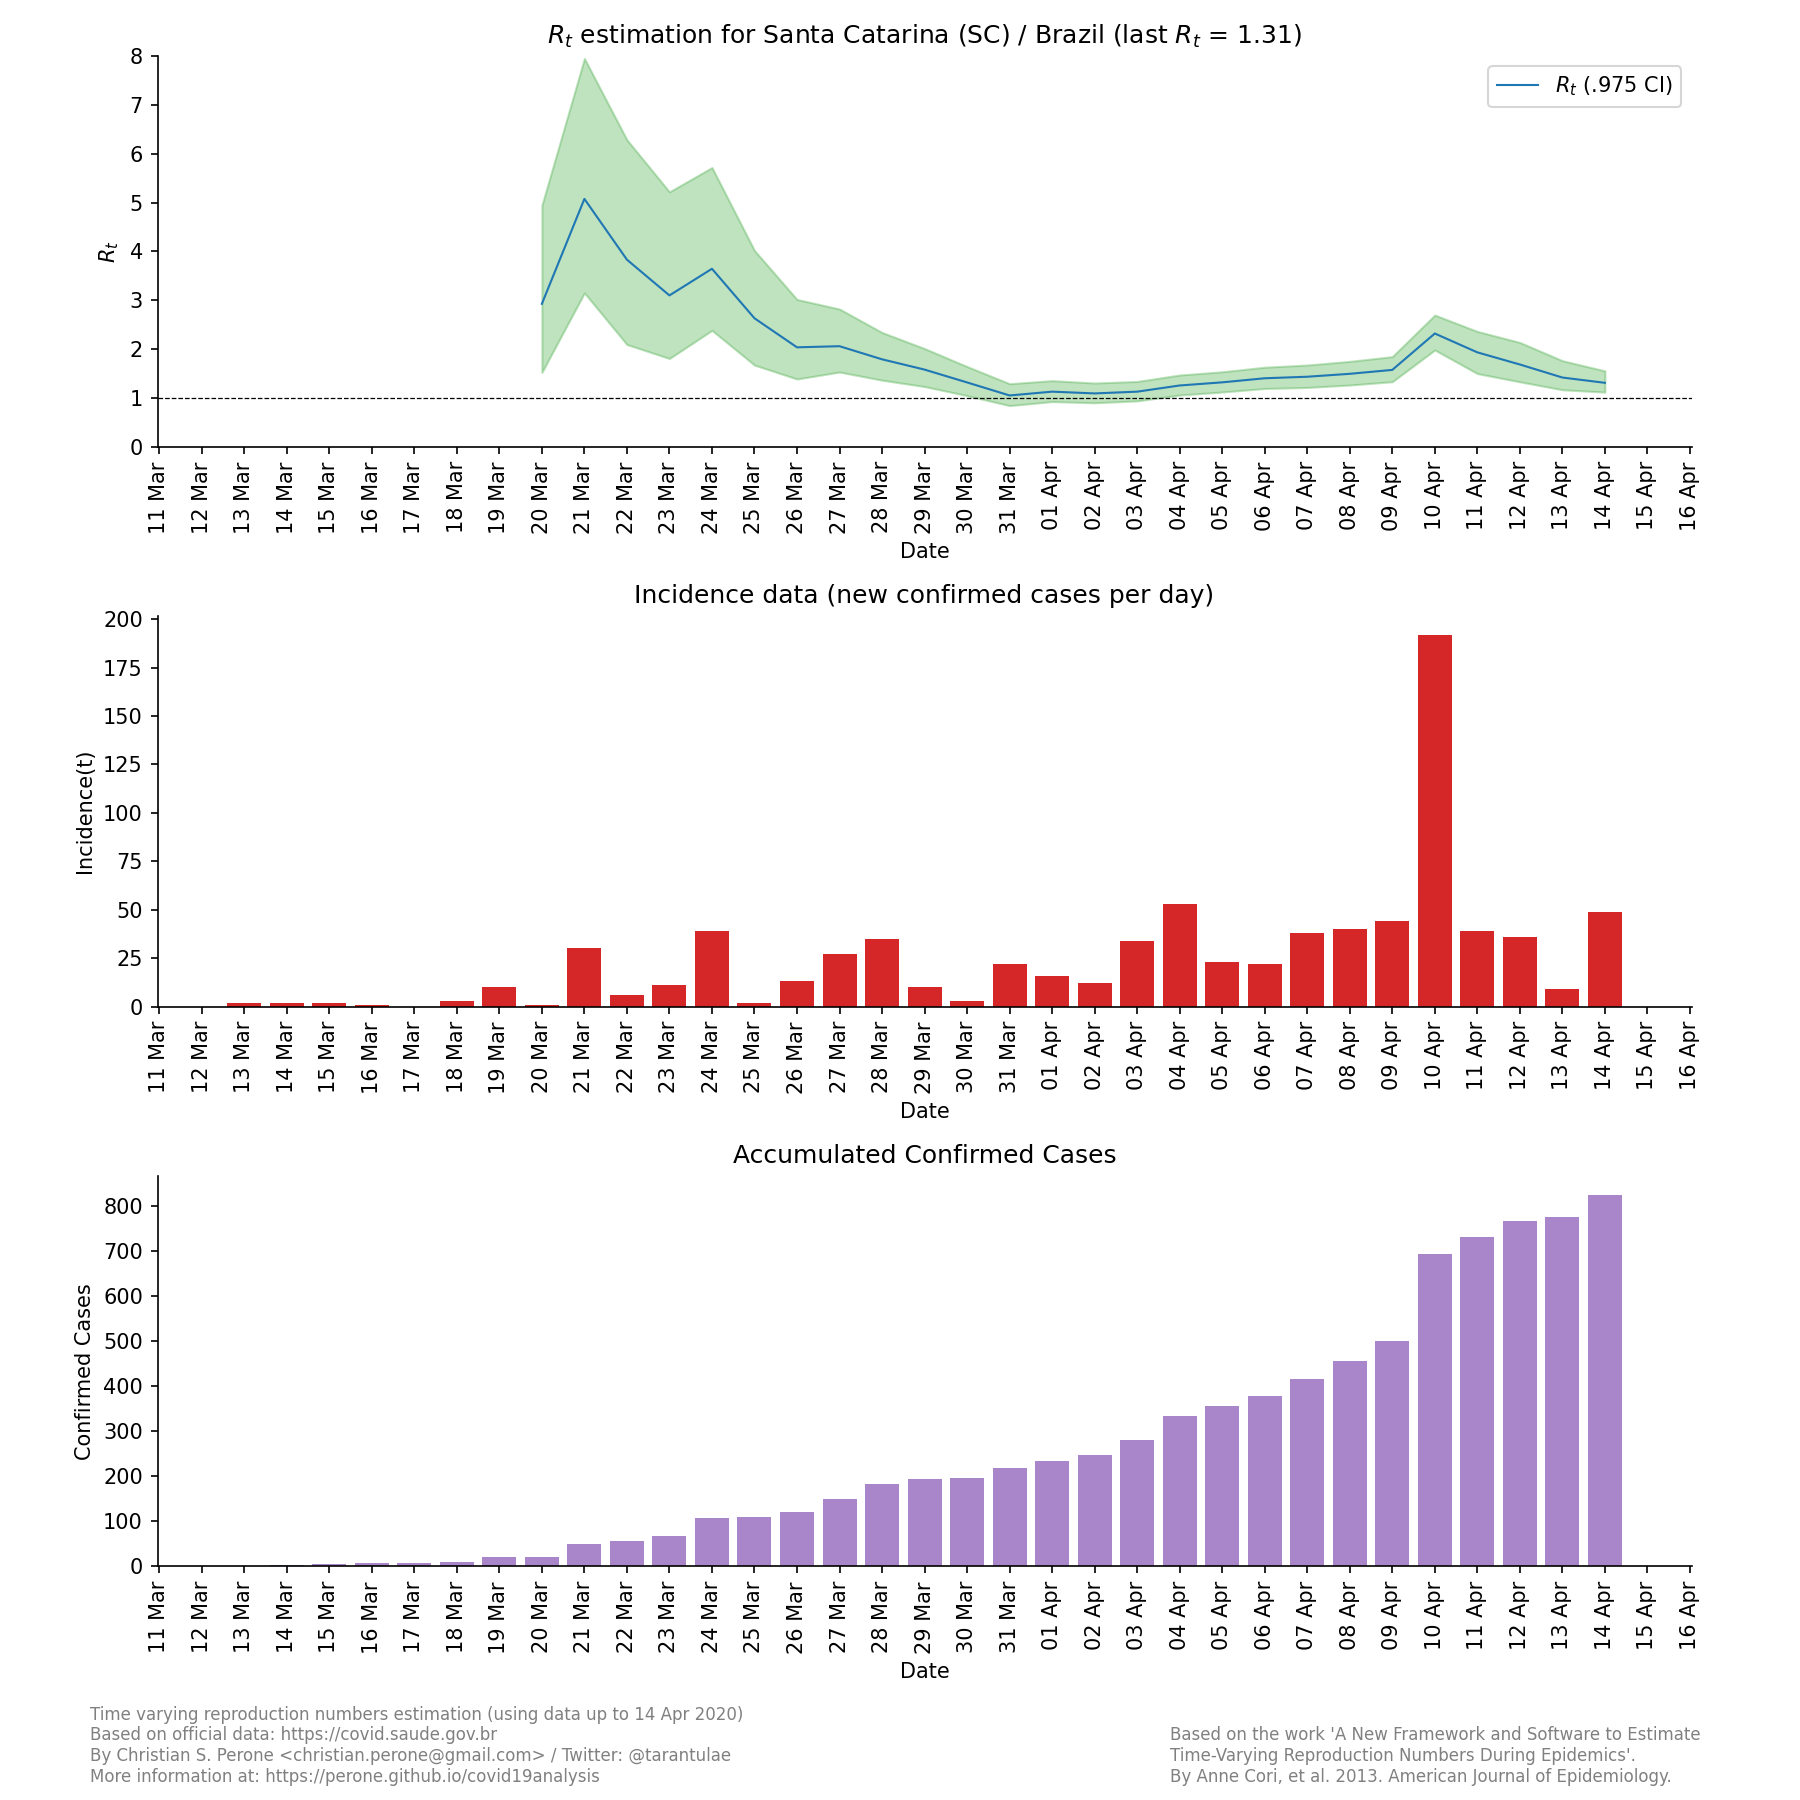 R_t estimation for Santa Catarina (SC) / Brazil (last R_t = 1.31)
R_t (.975 CI)
8
7
6
5
4
3
2
1
0
R_t
11 Mar 12 Mar 13 Mar 14 Mar 15 Mar 16 Mar 17 Mar 18 Mar 19 Mar 20 Mar 21 Mar 22 Mar 23 Mar 24 Mar 25 Mar 26 Mar 27 Mar 28 Mar 29 Mar 30 Mar 31 Mar 01 Apr 02 Apr 03 Apr 04 Apr 05 Apr 06 Apr 07 Apr 08 Apr 09 Apr 10 Apr 11 Apr 12 Apr 13 Apr 14 Apr 15 Apr 16 Apr
Date
Incidence data (new confirmed cases per day)
200
175
150
125
100
75
50
25
0
Incidence(t)
11 Mar 12 Mar 13 Mar 14 Mar 15 Mar 16 Mar 17 Mar 18 Mar 19 Mar 20 Mar 21 Mar 22 Mar 23 Mar 24 Mar 25 Mar 26 Mar 27 Mar 28 Mar 29 Mar 30 Mar 31 Mar 01 Apr 02 Apr 03 Apr 04 Apr 05 Apr 06 Apr 07 Apr 08 Apr 09 Apr 10 Apr 11 Apr 12 Apr 13 Apr 14 Apr 15 Apr 16 Apr
Date
Accumulated Confirmed Cases
800
700
600
500
400
300
200
100
0
Confirmed Cases
11 Mar 12 Mar 13 Mar 14 Mar 15 Mar 16 Mar 17 Mar 18 Mar 19 Mar 20 Mar 21 Mar 22 Mar 23 Mar 24 Mar 25 Mar 26 Mar 27 Mar 28 Mar 29 Mar 30 Mar 31 Mar 01 Apr 02 Apr 03 Apr 04 Apr 05 Apr 06 Apr 07 Apr 08 Apr 09 Apr 10 Apr 11 Apr 12 Apr 13 Apr 14 Apr 15 Apr 16 Apr
Date
Time varying reproduction numbers estimation (using data up to 14 Apr 2020)
Based on official data: https://covid.saude.gov.br
By Christian S. Perone <christian.perone@gmail.com> / Twitter: @tarantulae
More information at: https://perone.github.io/covid19analysis
Based on the work 'A New Framework and Software to Estimate
Time-Varying Reproduction Numbers During Epidemics'.
By Anne Cori, et al. 2013. American Journal of Epidemiology.